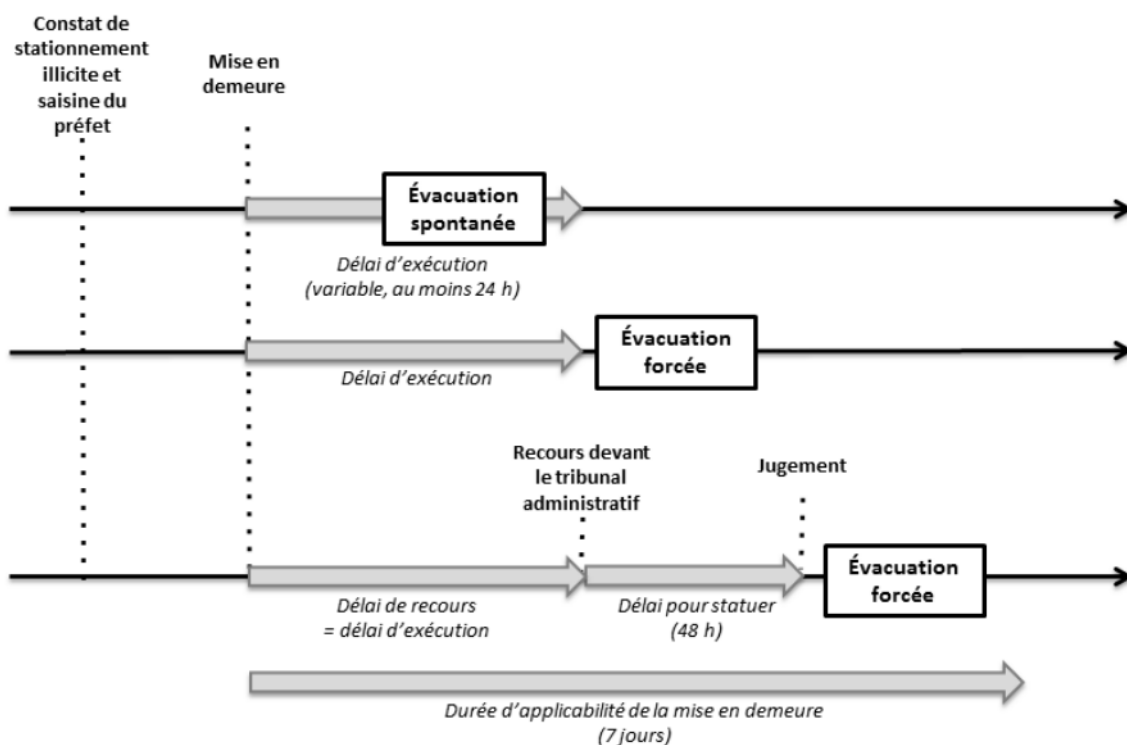 Constat de
stationnement
illicite et
saisine du
préfet
Mise en
demeure
Évacuation
spontanée
Délai d'exécution
(variable, au moins 24 h)
Évacuation
forcée
Délai d'exécution
Recours devant
le tribunal
administratif
Jugement
Évacuation
forcée
Délai de recours
= délai d'exécution
Délai pour statuer
(48 h)
Durée d'applicabilité de la mise en demeure
(7 jours)